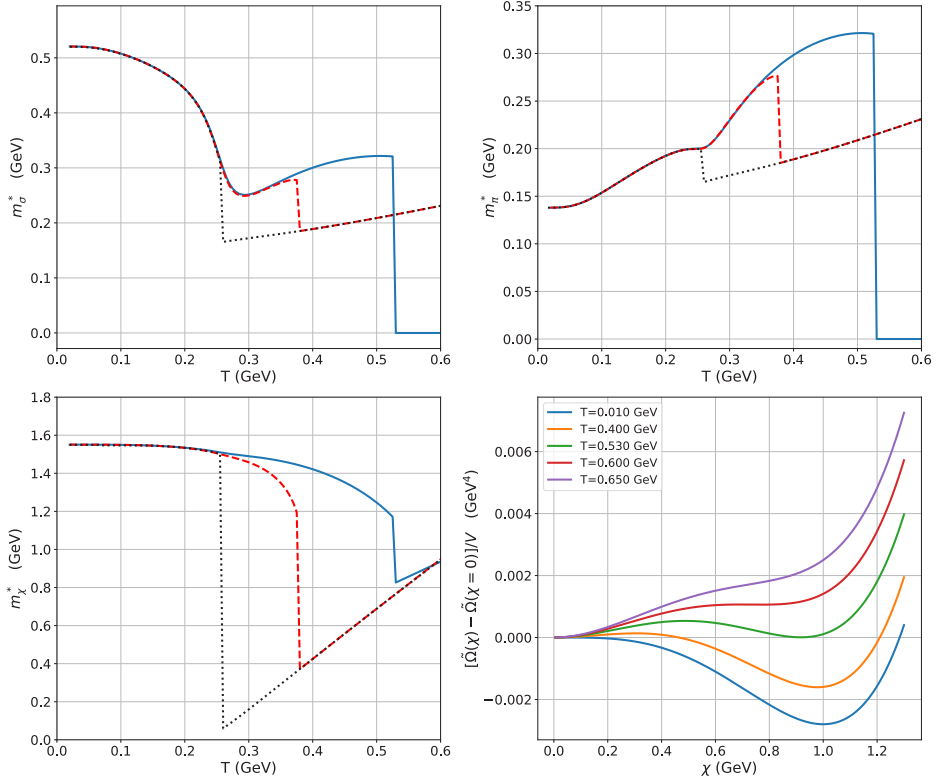 0.0
0.1
0.2
0.3
0.4
0.5
m*σ (GeV)
0.0 0.1 0.2 0.3 0.4 0.5 0.6
T (GeV)
0.35
0.30
0.25
0.20
0.15
0.10
0.05
0.00
m*π (GeV)
0.0 0.1 0.2 0.3 0.4 0.5 0.6
T (GeV)
1.8
1.6
1.4
1.2
1.0
0.8
0.6
0.4
0.2
0.0
m*χ (GeV)
0.0 0.1 0.2 0.3 0.4 0.5 0.6
T (GeV)
T=0.010 GeV
T=0.400 GeV
T=0.530 GeV
T=0.600 GeV
T=0.650 GeV
0.006
0.004
0.002
0.000
−0.002
[Ω̃(χ) − Ω̃(χ = 0)]/V (GeV⁴)
0.0 0.2 0.4 0.6 0.8 1.0 1.2
χ (GeV)